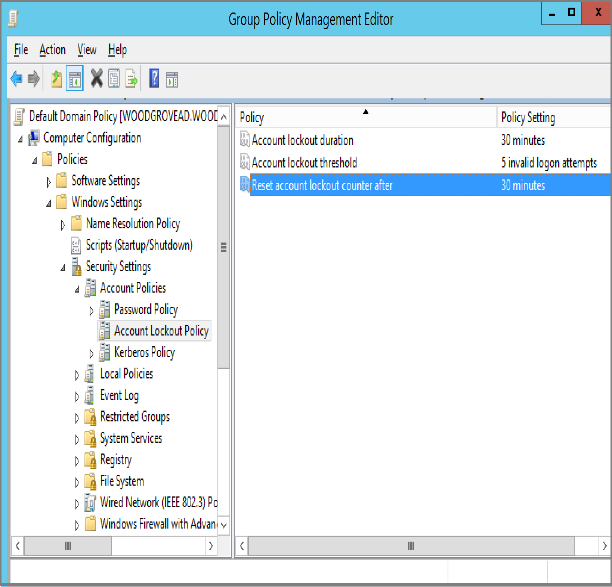 Group Policy Management Editor
File Action View Help
Default Domain Policy [WOODGROVEAD.WOOD
Computer Configuration
Policies
Software Settings
Windows Settings
Name Resolution Policy
Scripts (Startup/Shutdown)
Security Settings
Account Policies
Password Policy
Account Lockout Policy
Kerberos Policy
Local Policies
Event Log
Restricted Groups
System Services
Registry
File System
Wired Network (IEEE 802.3) Po
Windows Firewall with Advan
Policy Policy Setting
Account lockout duration 30 minutes
Account lockout threshold 5 invalid logon attempts
Reset account lockout counter after 30 minutes